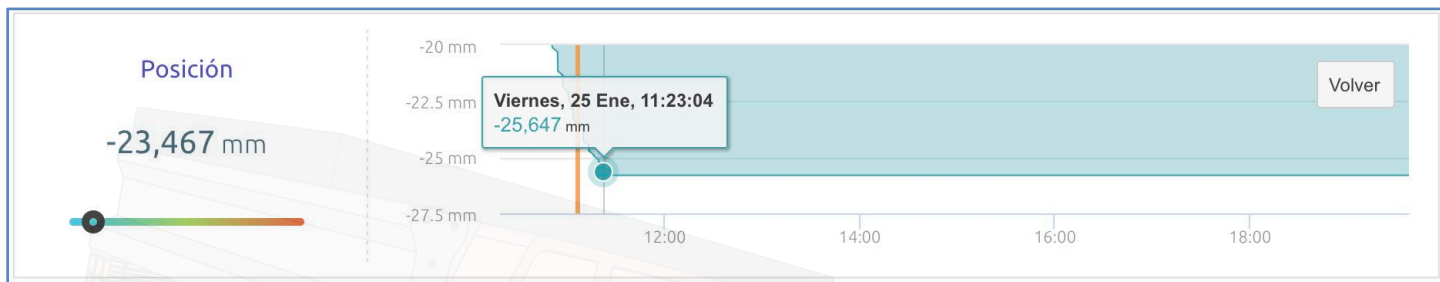 Posición
-23,467 mm
-20 mm
-22.5 mm
-25 mm
-27.5 mm
Viernes, 25 Ene, 11:23:04
-25,647 mm
Volver
12:00
14:00
16:00
18:00